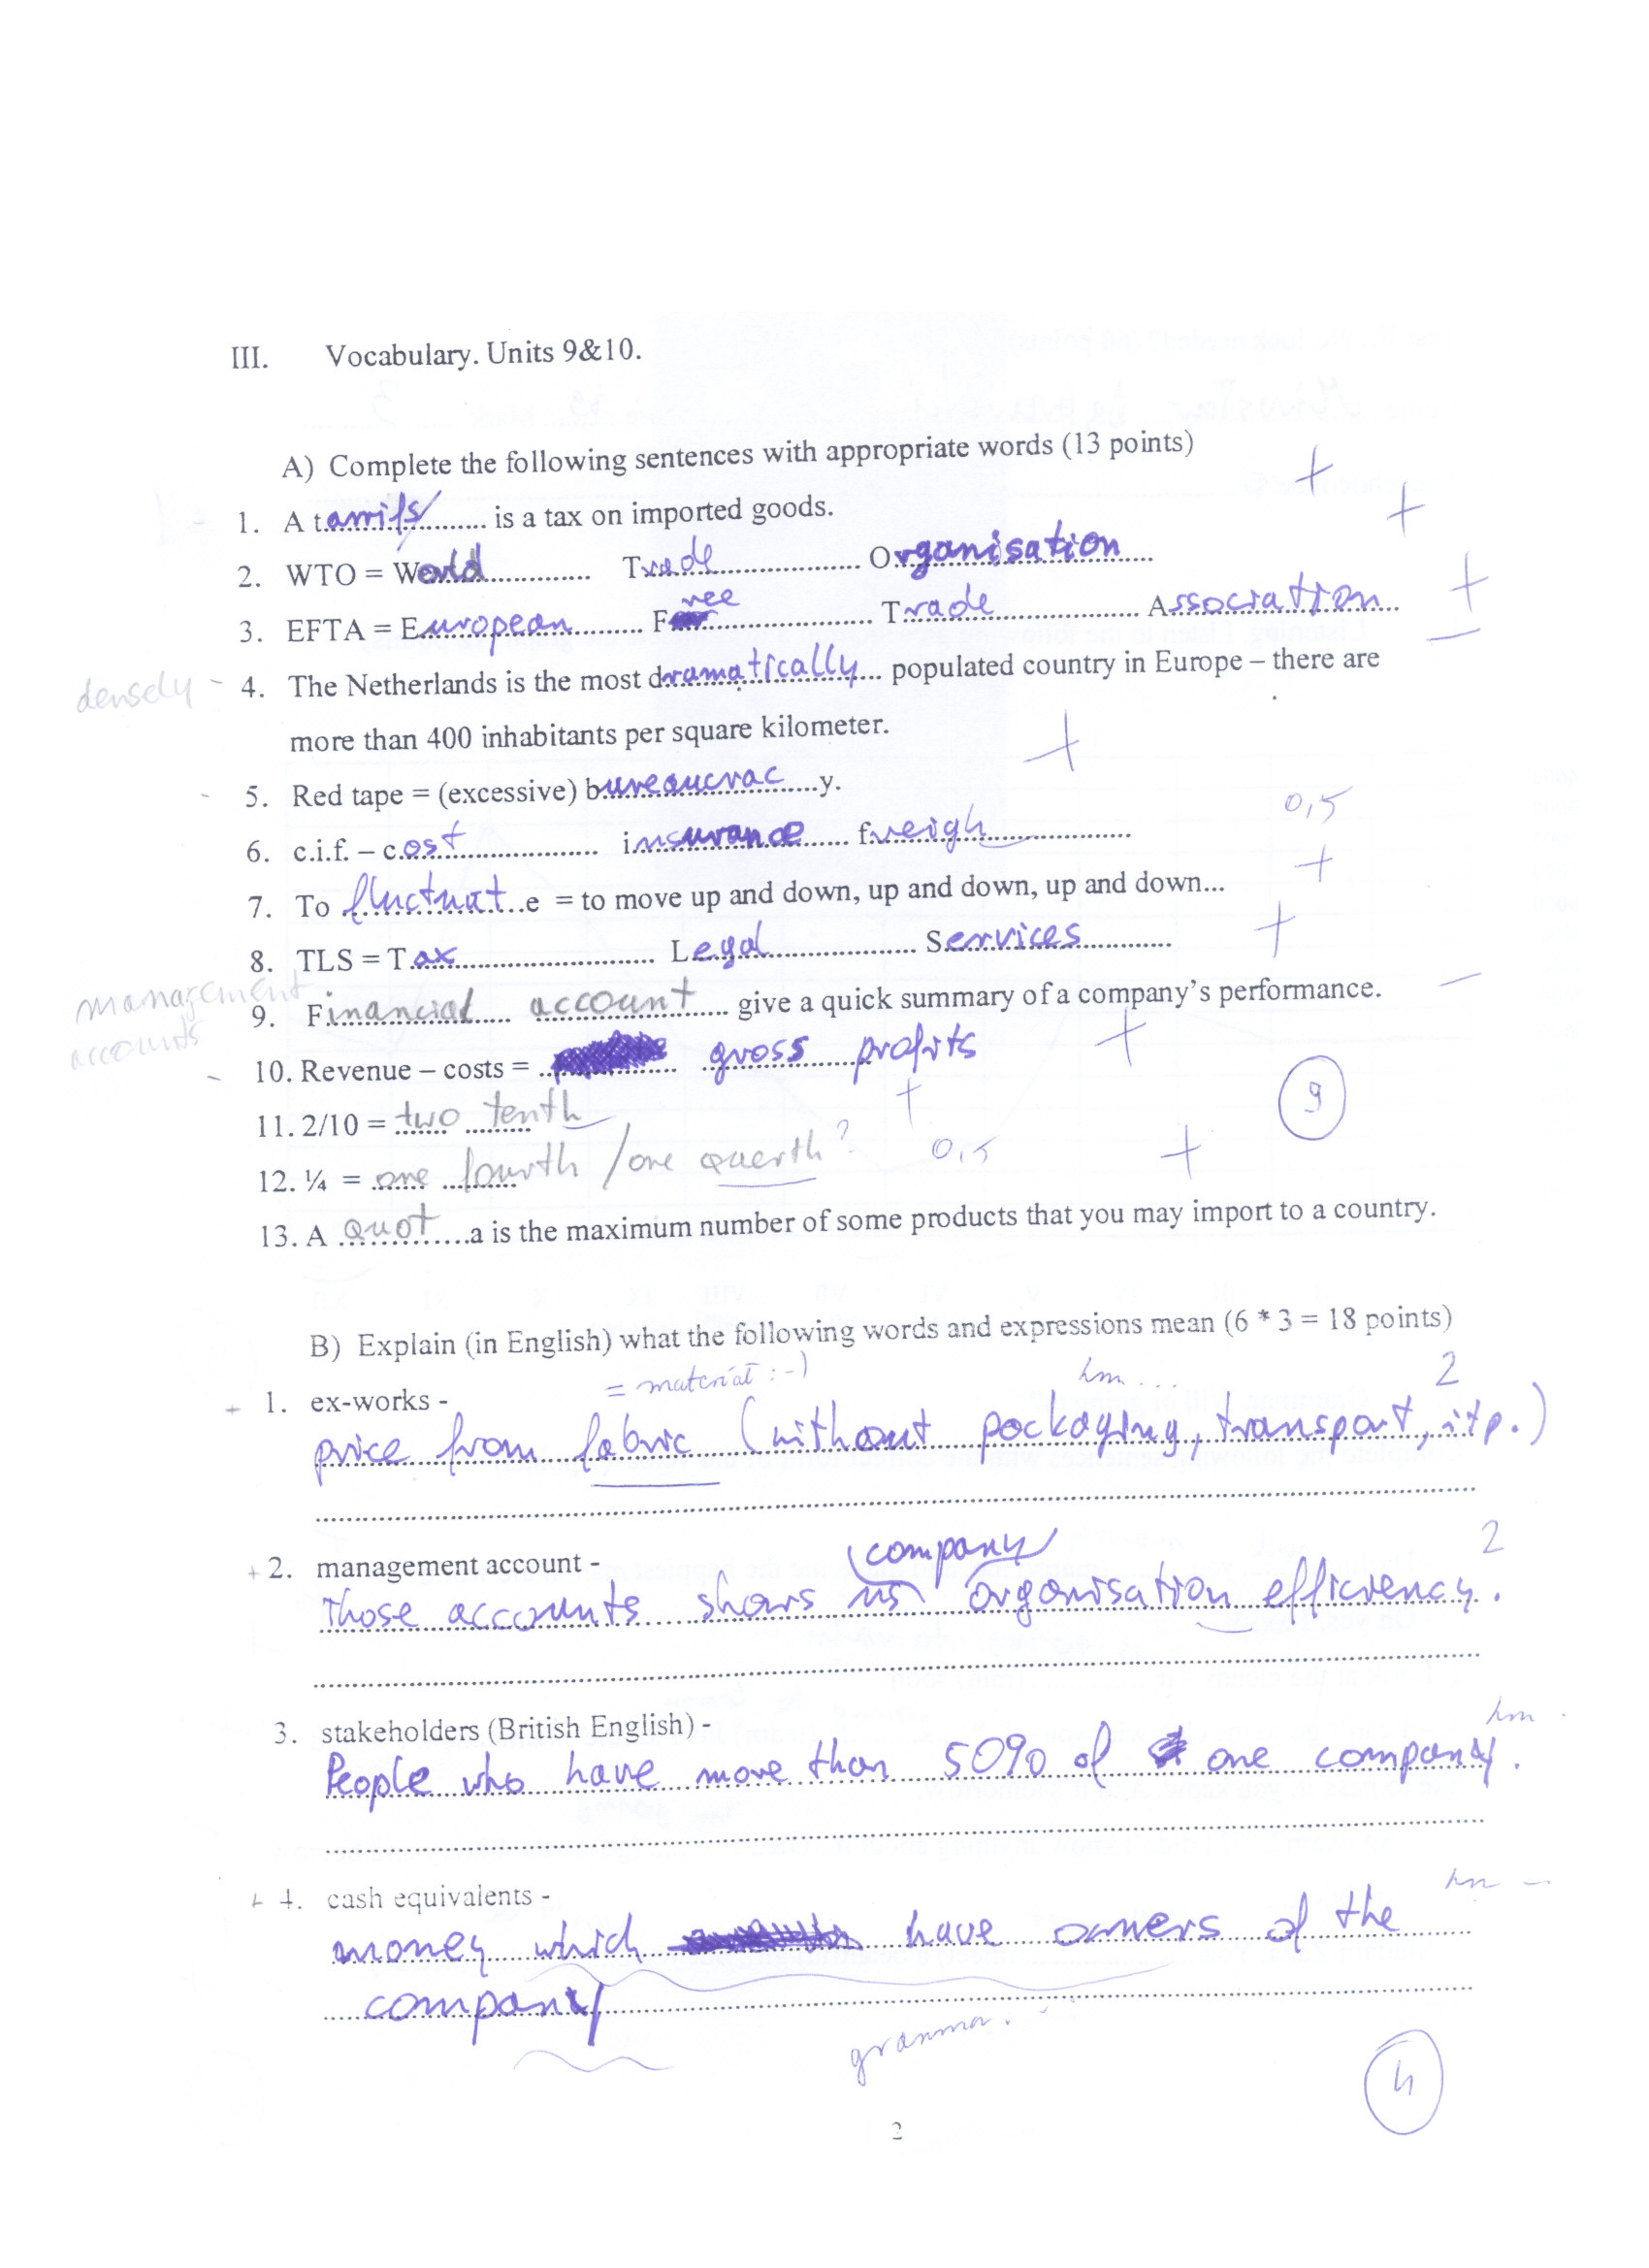 III. Vocabulary. Units 9&10.
A) Complete the following sentences with appropriate words (13 points)
+
+
1. A tarrifs is a tax on imported goods.
2. WTO = World Trade Organisation
3. EFTA = European Free Trade Association
+
densely - 4. The Netherlands is the most dramatically populated country in Europe – there are
more than 400 inhabitants per square kilometer.
+
- 5. Red tape = (excessive) bureaucracy.
0,5
6. c.i.f. – cost insurance freigh
+
7. To fluctuate = to move up and down, up and down, up and down...
8. TLS = Tax Legal Services +
management accounts
9. Financial account give a quick summary of a company's performance. –
- 10. Revenue – costs = gross profits +
9
11. 2/10 = two tenth +
12. ¼ = one fourth / one querth ? 0,5 +
13. A quota is the maximum number of some products that you may import to a country.
B) Explain (in English) what the following words and expressions mean (6 * 3 = 18 points)
= materiał :-) hm... 2
+ 1. ex-works -
price from fabric (without packaging, transport, itp.)
company 2
+ 2. management account -
Those accounts shows us organisation efficiency.
3. stakeholders (British English) - hm
People who have more than 50% of one company.
+ 4. cash equivalents - hm
money which have owners of the
company
4
2